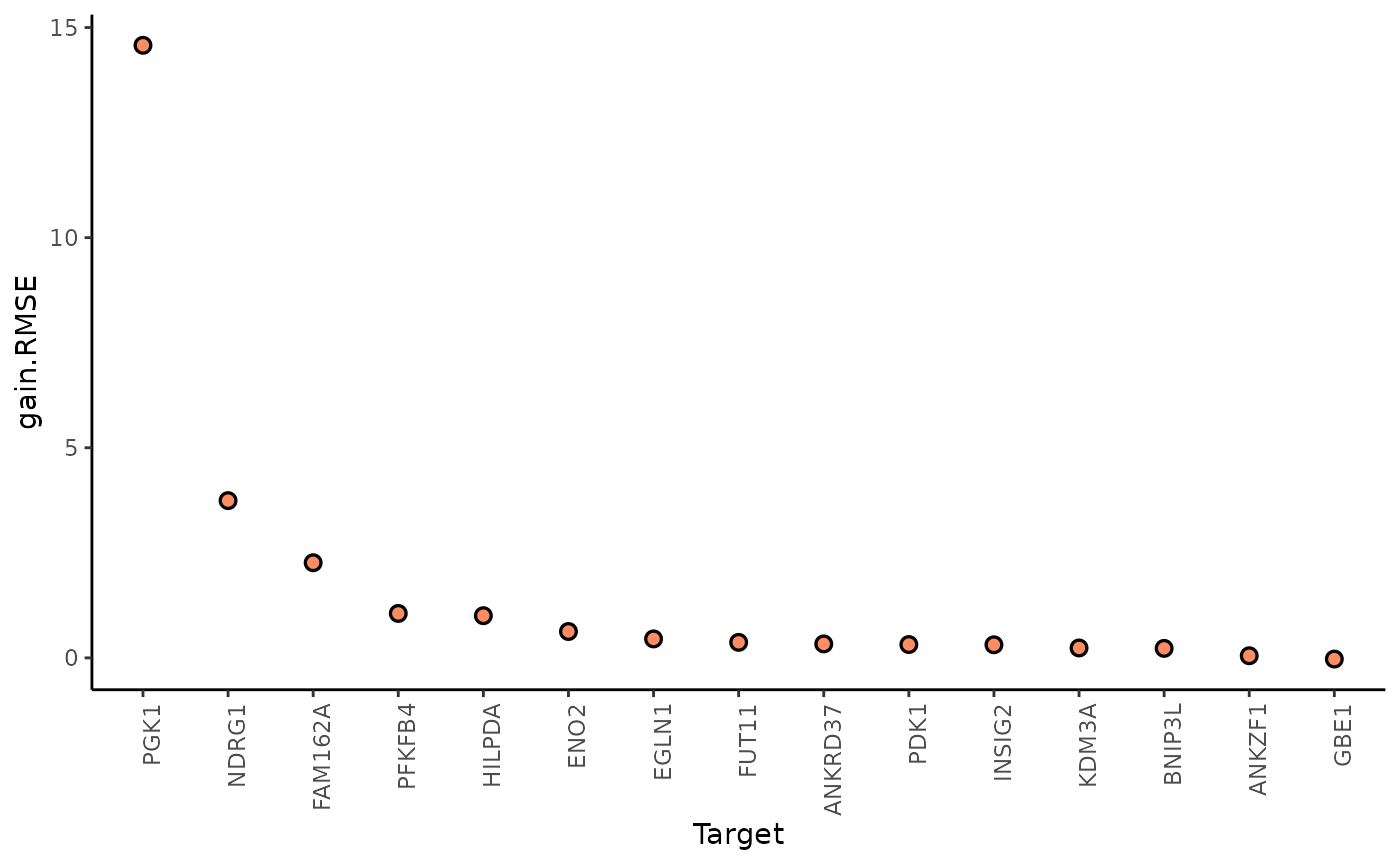 gain.RMSE
15
10
5
0
PGK1
NDRG1
FAM162A
PFKFB4
HILPDA
ENO2
EGLN1
FUT11
ANKRD37
PDK1
INSIG2
KDM3A
BNIP3L
ANKZF1
GBE1
Target